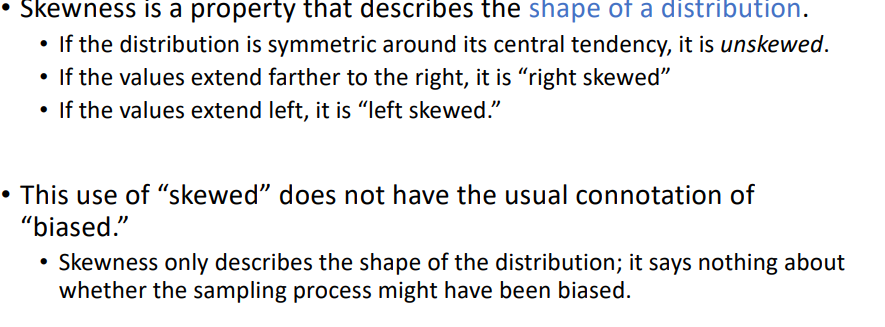 • Skewness is a property that describes the shape of a distribution.
• If the distribution is symmetric around its central tendency, it is unskewed.
• If the values extend farther to the right, it is “right skewed”
• If the values extend left, it is “left skewed.”
• This use of “skewed” does not have the usual connotation of
“biased.”
• Skewness only describes the shape of the distribution; it says nothing about
whether the sampling process might have been biased.